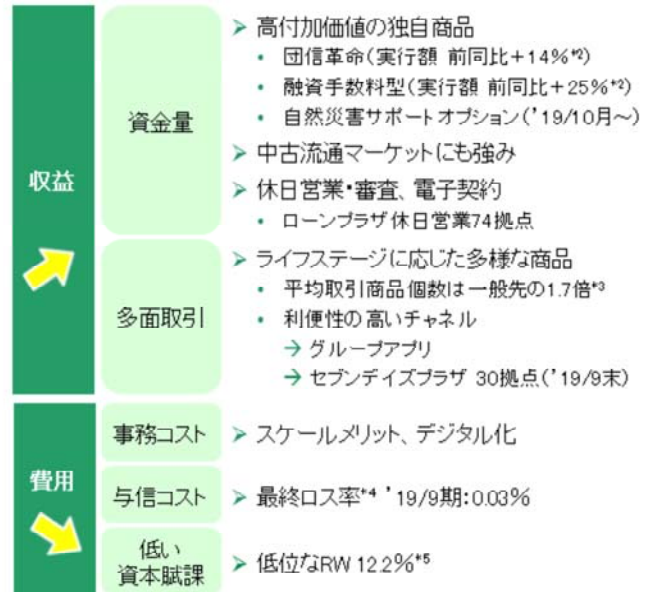 収益
資金量
➢ 高付加価値の独自商品
• 団信革命(実行額 前同比+14%*2)
• 融資手数料型(実行額 前同比+25%*2)
• 自然災害サポートオプション('19/10月～)
➢ 中古流通マーケットにも強み
➢ 休日営業・審査、電子契約
• ローンプラザ休日営業74拠点
多面取引
➢ ライフステージに応じた多様な商品
• 平均取引商品個数は一般先の1.7倍*3
• 利便性の高いチャネル
→ グループアプリ
→ セブンデイズプラザ 30拠点('19/9末)
費用
事務コスト
➢ スケールメリット、デジタル化
与信コスト
➢ 最終ロス率*4 '19/9期:0.03%
低い
資本賦課
➢ 低位なRW 12.2%*5